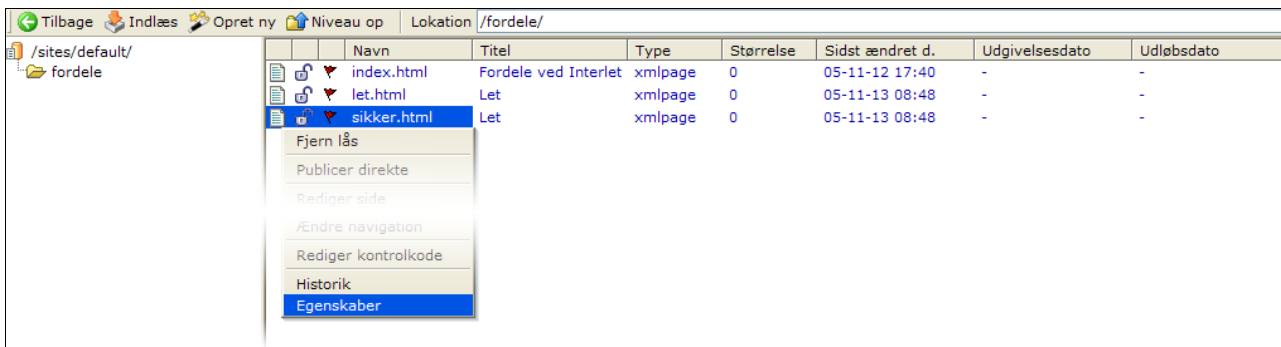 Tilbage Indlæs Opret ny Niveau op Lokation /fordele/
/sites/default/ Navn Titel Type Størrelse Sidst ændret d. Udgivelsesdato Udløbsdato
fordele index.html Fordele ved Interlet xmlpage 0 05-11-12 17:40 - -
let.html Let xmlpage 0 05-11-13 08:48 - -
sikker.html Let xmlpage 0 05-11-13 08:48 - -
Fjern lås
Publicer direkte
Rediger side
Ændre navigation
Rediger kontrolkode
Historik
Egenskaber